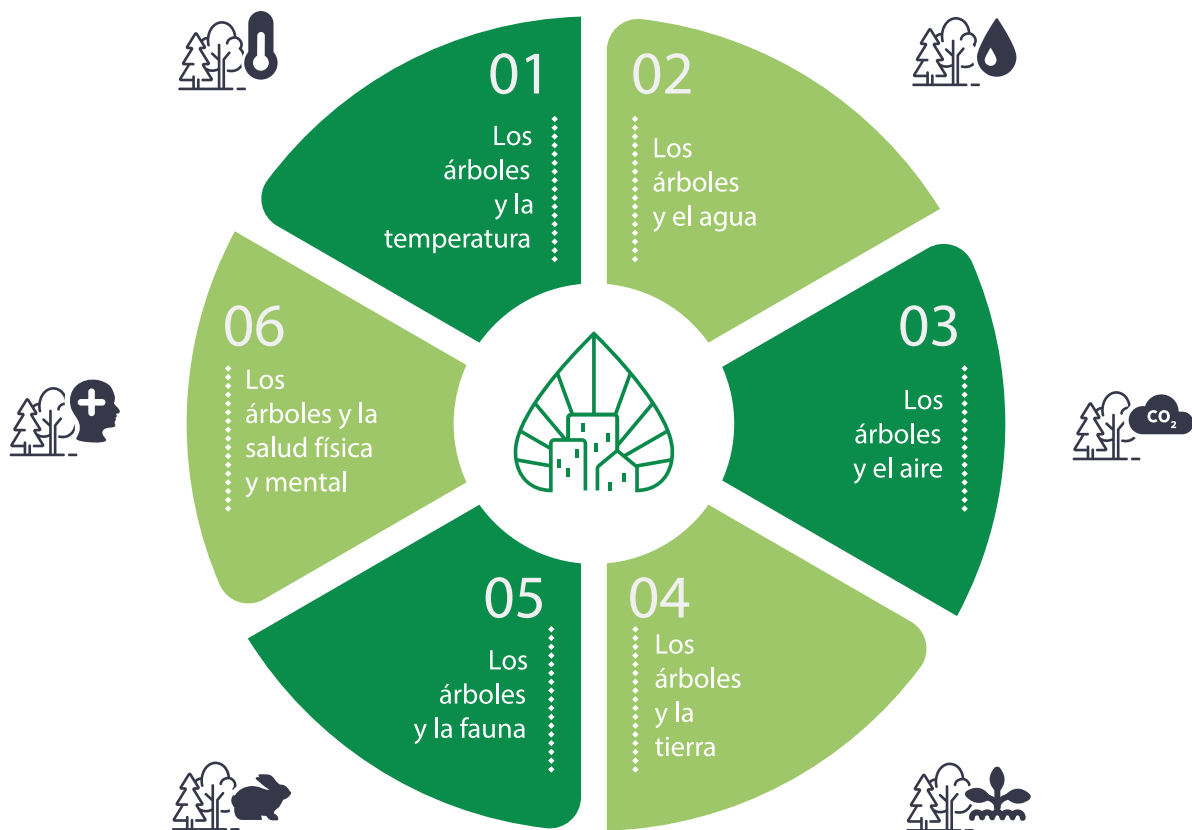 01
Los
árboles
y la
temperatura
02
Los
árboles
y el agua
03
Los
árboles
y el aire
CO₂
04
Los
árboles
y la
tierra
05
Los
árboles
y la fauna
06
Los
árboles y la
salud física
y mental